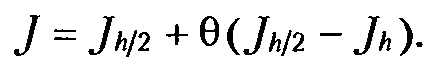 J = J_{h/2} + θ(J_{h/2} − J_h).